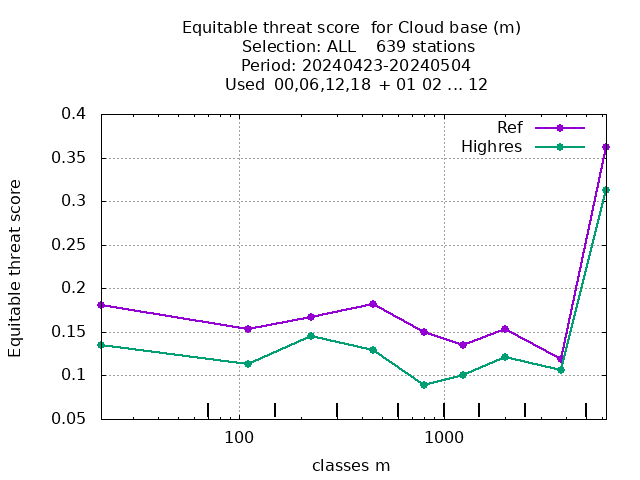 Equitable threat score  for Cloud base (m)
Selection: ALL    639 stations
Period: 20240423-20240504
Used  00,06,12,18 + 01 02 ... 12
Ref
Highres
Equitable threat score
0.4
0.35
0.3
0.25
0.2
0.15
0.1
0.05
100
1000
classes m